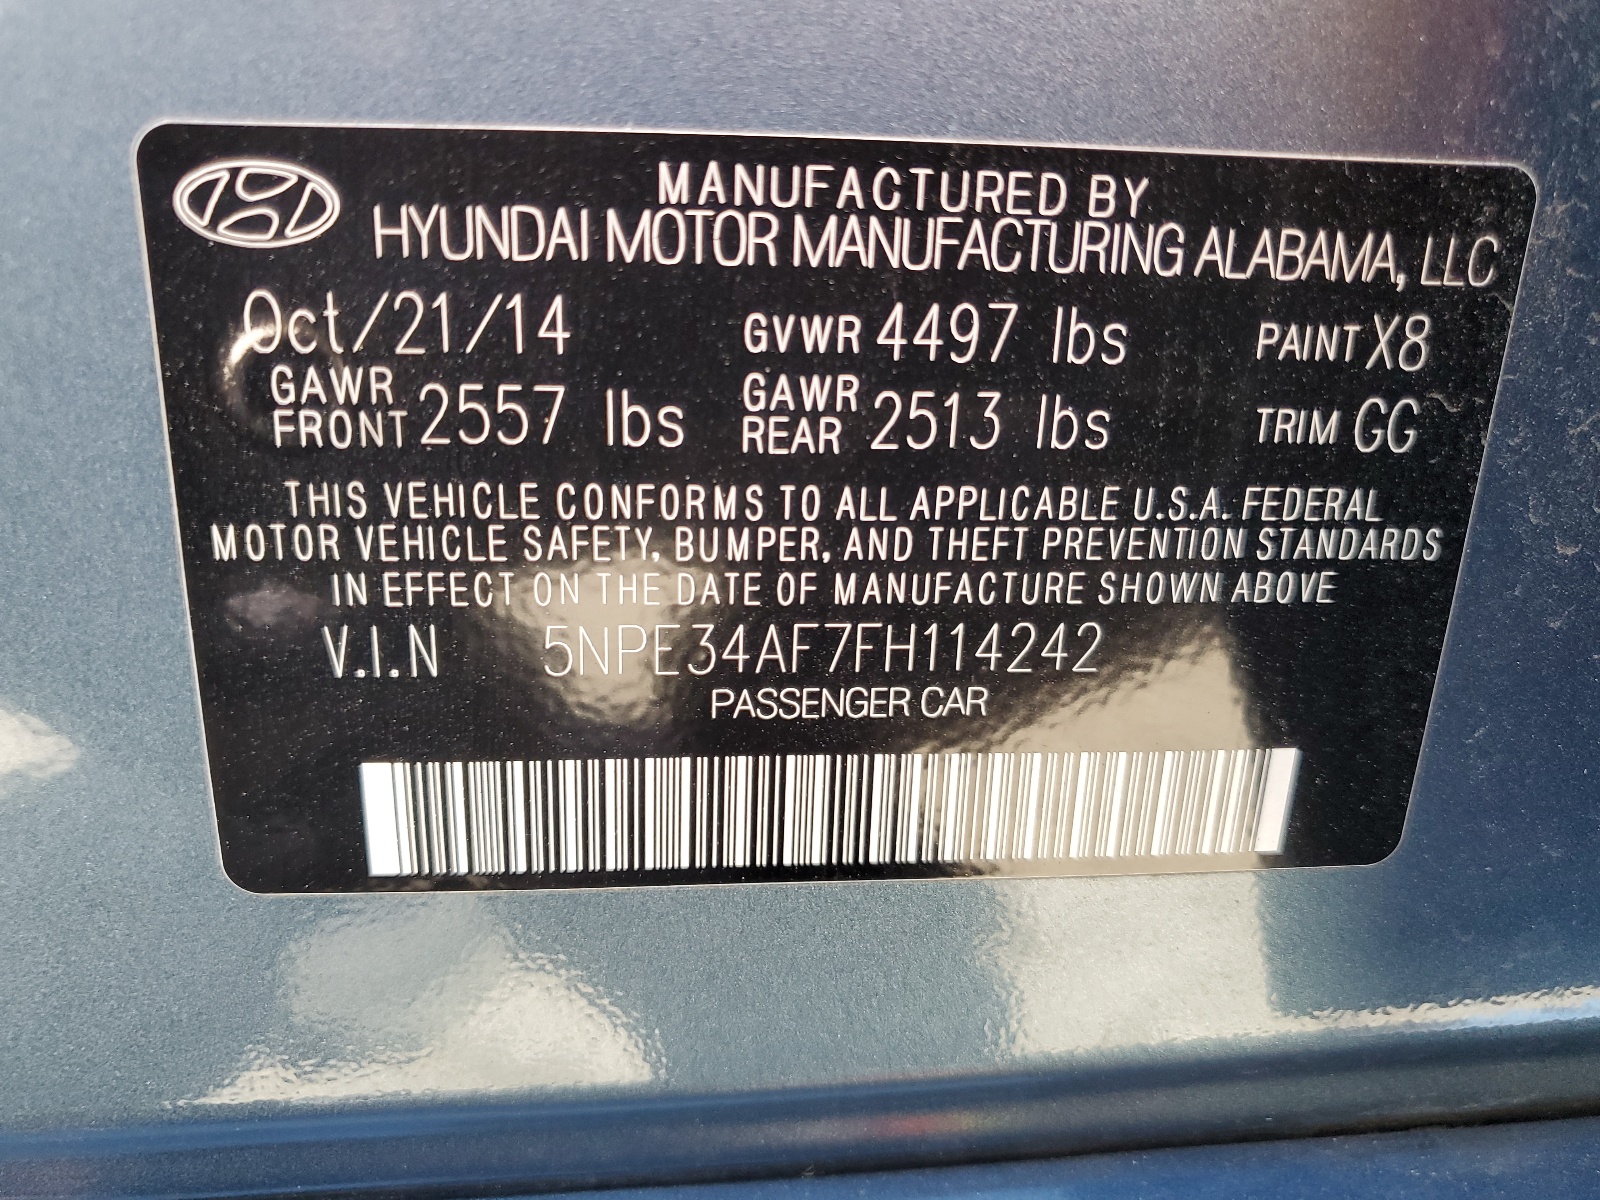 MANUFACTURED BY
HYUNDAI MOTOR MANUFACTURING ALABAMA, LLC
Oct/21/14 GVWR 4497 lbs PAINT X8
GAWR FRONT 2557 lbs GAWR REAR 2513 lbs TRIM GG
THIS VEHICLE CONFORMS TO ALL APPLICABLE U.S.A. FEDERAL
MOTOR VEHICLE SAFETY, BUMPER, AND THEFT PREVENTION STANDARDS
IN EFFECT ON THE DATE OF MANUFACTURE SHOWN ABOVE
V.I.N 5NPE34AF7FH114242
PASSENGER CAR